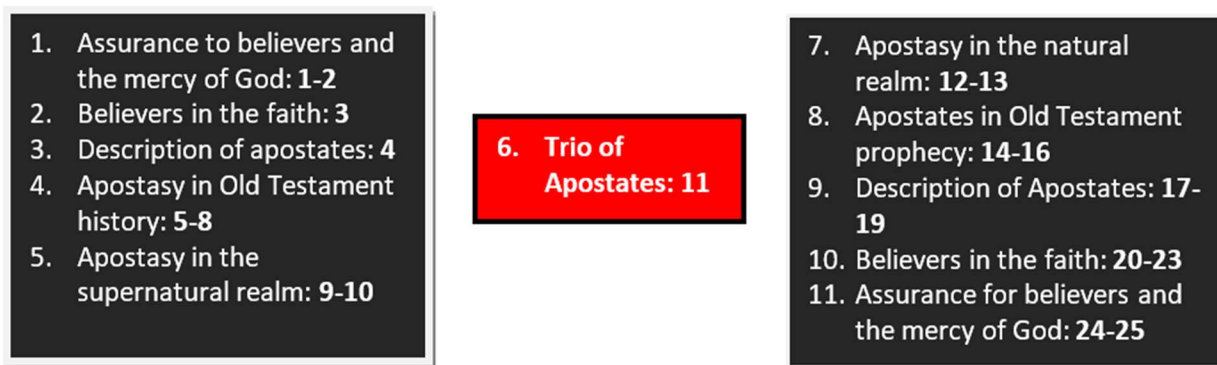 1. Assurance to believers and
the mercy of God: 1-2
2. Believers in the faith: 3
3. Description of apostates: 4
4. Apostasy in Old Testament
history: 5-8
5. Apostasy in the
supernatural realm: 9-10
6. Trio of
Apostates: 11
7. Apostasy in the natural
realm: 12-13
8. Apostates in Old Testament
prophecy: 14-16
9. Description of Apostates: 17-
19
10. Believers in the faith: 20-23
11. Assurance for believers and
the mercy of God: 24-25